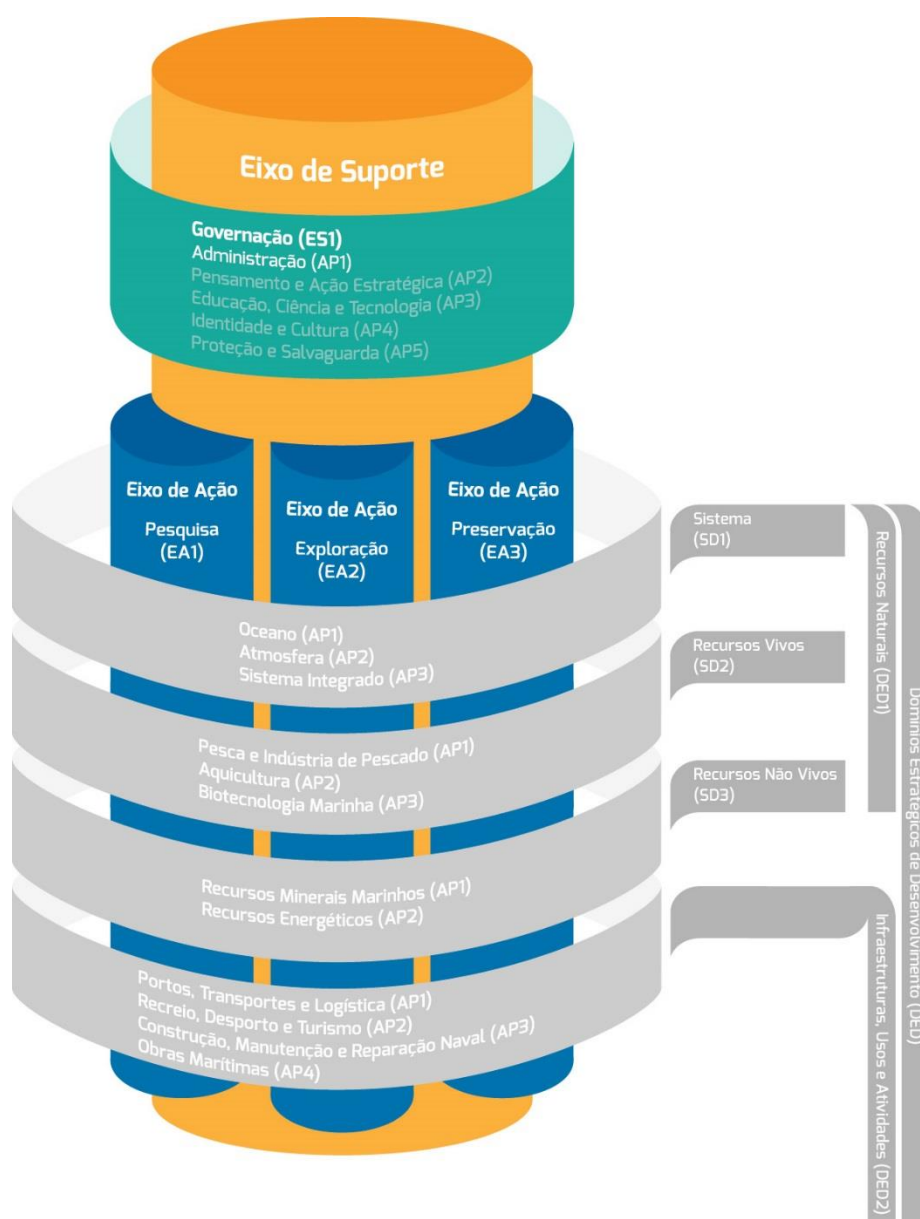 Eixo de Suporte
Governação (ES1)
Administração (AP1)
Pensamento e Ação Estratégica (AP2)
Educação, Ciência e Tecnologia (AP3)
Identidade e Cultura (AP4)
Proteção e Salvaguarda (AP5)
Eixo de Ação
Pesquisa
(EA1)
Eixo de Ação
Exploração
(EA2)
Eixo de Ação
Preservação
(EA3)
Oceano (AP1)
Atmosfera (AP2)
Sistema Integrado (AP3)
Pesca e Indústria de Pescado (AP1)
Aquicultura (AP2)
Biotecnologia Marinha (AP3)
Recursos Minerais Marinhos (AP1)
Recursos Energéticos (AP2)
Portos, Transportes e Logística (AP1)
Recreio, Desporto e Turismo (AP2)
Construção, Manutenção e Reparação Naval (AP3)
Obras Marítimas (AP4)
Sistema
(SD1)
Recursos Vivos
(SD2)
Recursos Não Vivos
(SD3)
Recursos Naturais (DED1)
Infraestruturas, Usos e Atividades (DED2)
Domínios Estratégicos de Desenvolvimento (DED)